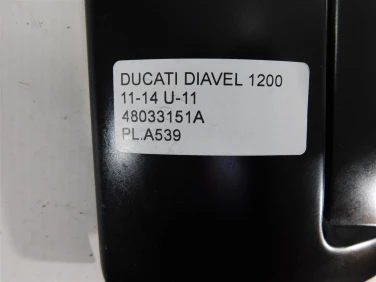 DUCATI DIAVEL 1200
11-14 U-11
48033151A
PL.A539